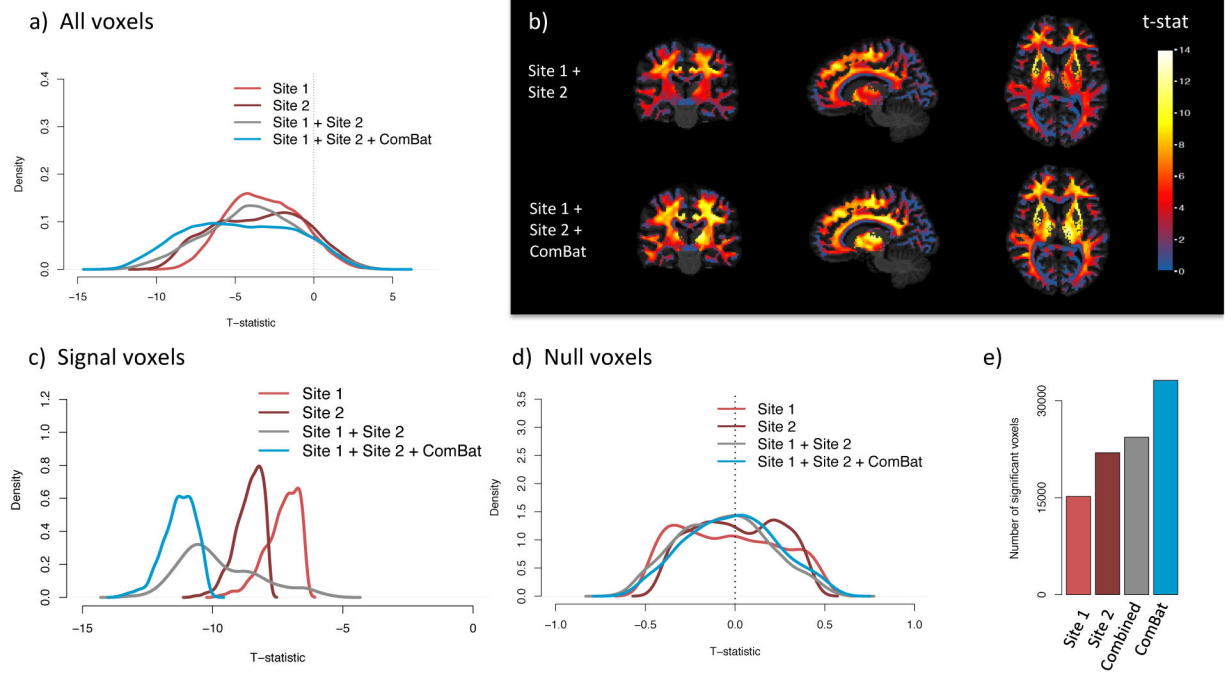 a) All voxels
Density
0.0
0.1
0.2
0.3
0.4
Site 1
Site 2
Site 1 + Site 2
Site 1 + Site 2 + ComBat
−15
−10
−5
0
5
T−statistic
b)
t-stat
Site 1 +
Site 2
Site 1 +
Site 2 +
ComBat
14
12
10
8
6
4
2
0
c) Signal voxels
Density
0.0
0.2
0.4
0.6
0.8
1.0
1.2
Site 1
Site 2
Site 1 + Site 2
Site 1 + Site 2 + ComBat
−15
−10
−5
0
T−statistic
d) Null voxels
Density
0.0
0.5
1.0
1.5
2.0
2.5
3.0
3.5
Site 1
Site 2
Site 1 + Site 2
Site 1 + Site 2 + ComBat
−1.0
−0.5
0.0
0.5
1.0
T−statistic
e)
Number of significant voxels
0
15000
30000
Site 1
Site 2
Combined
ComBat